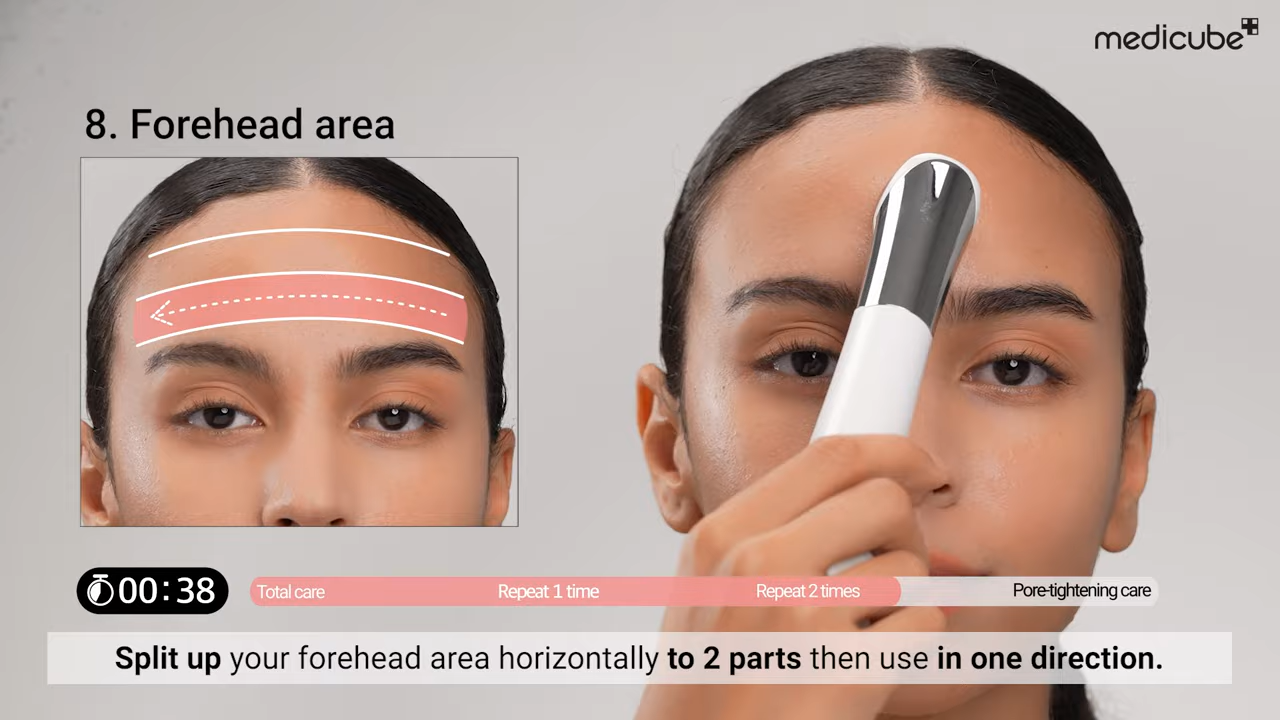 medicube
8. Forehead area
00:38
Total care
Repeat 1 time
Repeat 2 times
Pore-tightening care
Split up your forehead area horizontally to 2 parts then use in one direction.